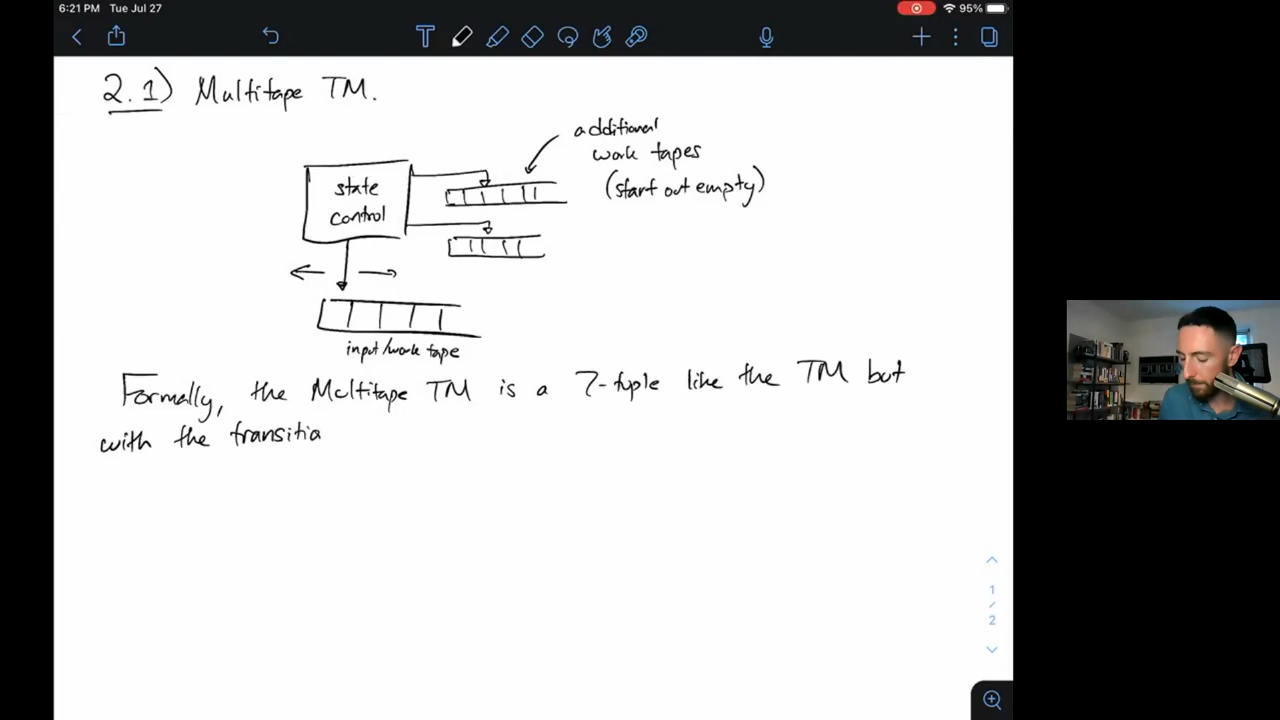 6:21 PM Tue Jul 27
95%
2.1) Multitape TM.
additional
work tapes
(start out empty)
state
control
input/work tape
Formally, the Multitape TM is a 7-tuple like the TM but
with the transitia
1
/
2